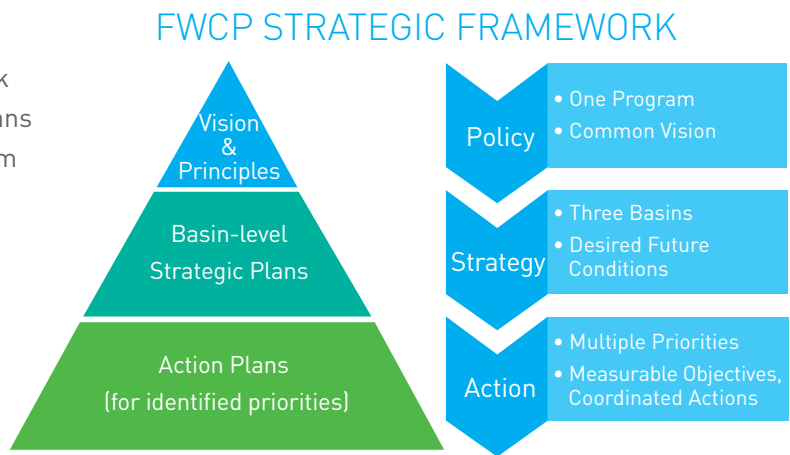 FWCP STRATEGIC FRAMEWORK
Vision
&
Principles
Basin-level
Strategic Plans
Action Plans
(for identified priorities)
Policy
• One Program
• Common Vision
Strategy
• Three Basins
• Desired Future
Conditions
Action
• Multiple Priorities
• Measurable Objectives,
Coordinated Actions